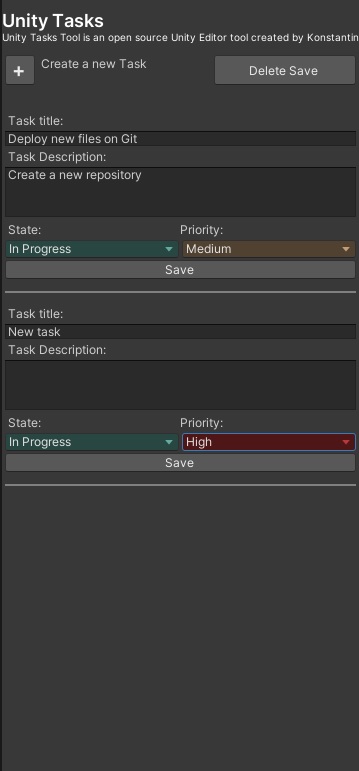 Unity Tasks
Unity Tasks Tool is an open source Unity Editor tool created by Konstantin
+ Create a new Task Delete Save
Task title:
Deploy new files on Git
Task Description:
Create a new repository
State: Priority:
In Progress Medium
Save
Task title:
New task
Task Description:
State: Priority:
In Progress High
Save